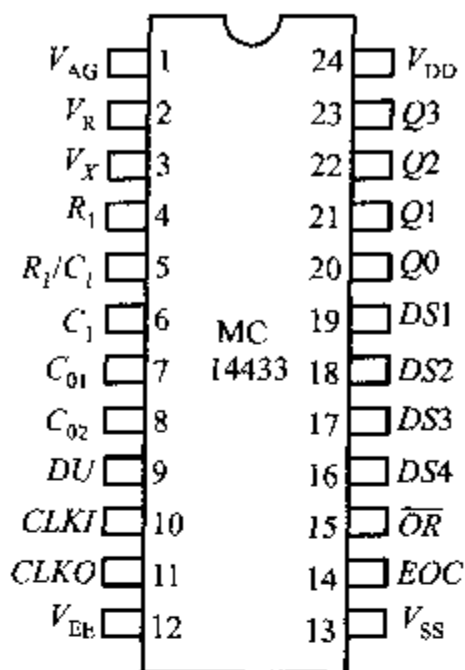 V_AG 1 24 V_DD
V_R 2 23 Q3
V_X 3 22 Q2
R_1 4 21 Q1
R_1/C_1 5 20 Q0
C_1 6 19 DS1
MC
C_01 7 14433 18 DS2
C_02 8 17 DS3
DU 9 16 DS4
CLKI 10 15 O̅R̅
CLKO 11 14 EOC
V_EE 12 13 V_SS